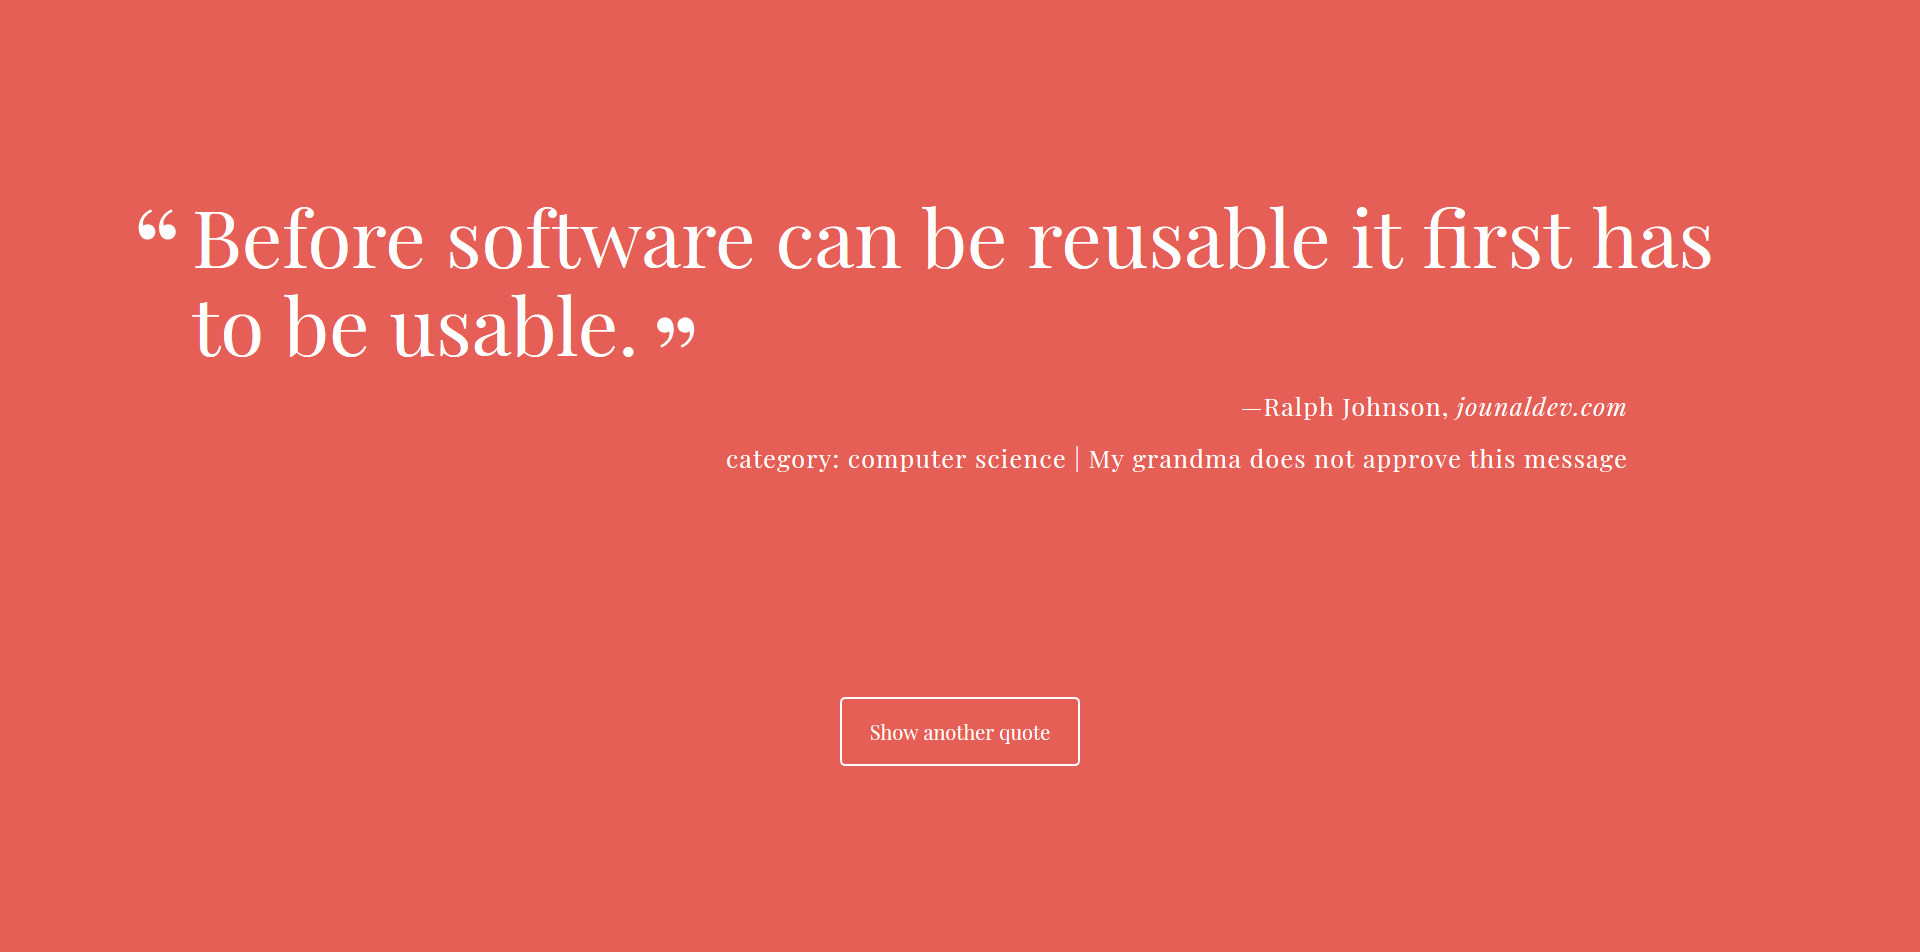 “ Before software can be reusable it first has
to be usable. ”
—Ralph Johnson, jounaldev.com
category: computer science | My grandma does not approve this message
Show another quote